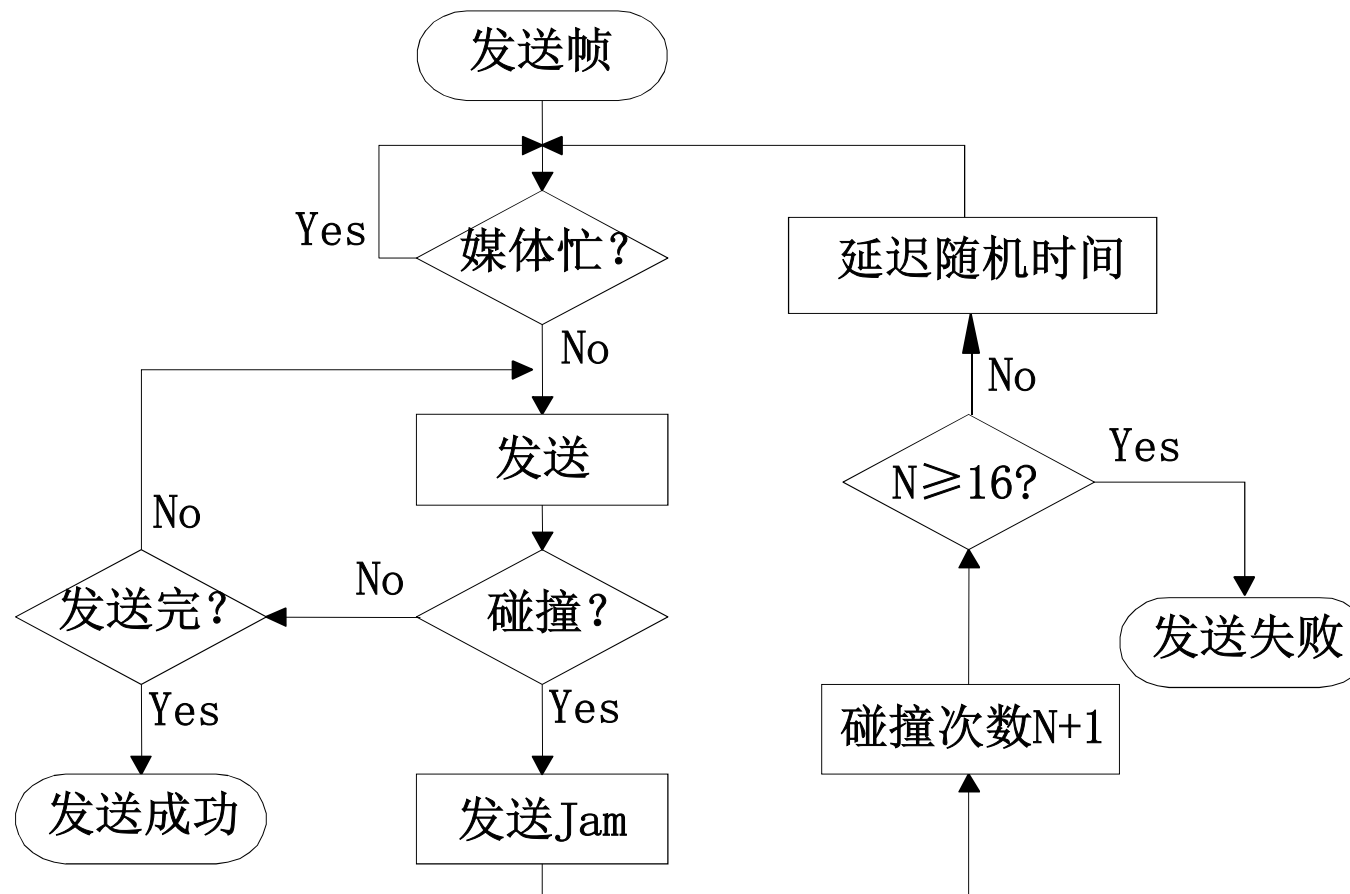 发送帧
Yes
媒体忙?
延迟随机时间
No
No
发送
N≥16?
Yes
No
发送完?
No
碰撞?
发送失败
Yes
Yes
碰撞次数N+1
发送成功
发送Jam